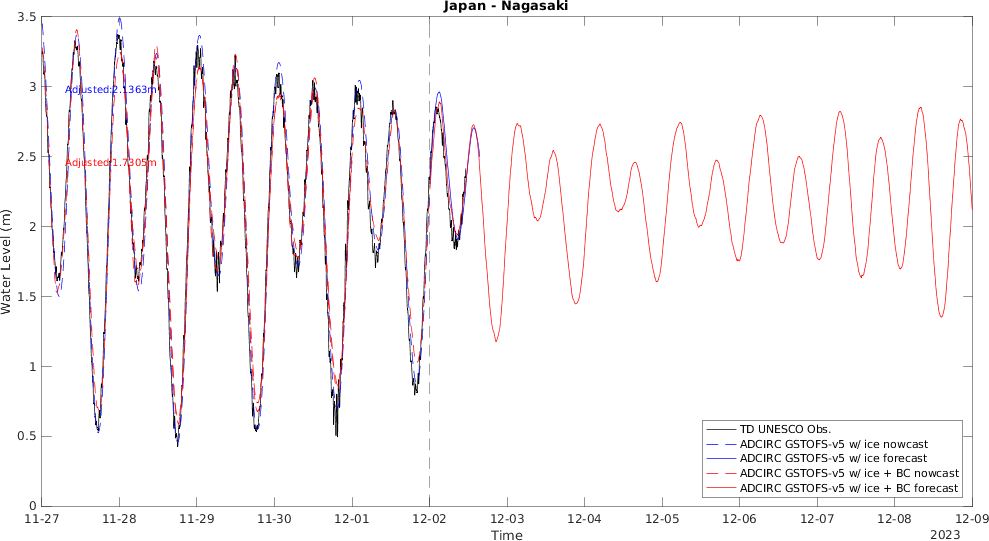 Japan - Nagasaki
3.5
3
2.5
2
1.5
1
0.5
0
Water Level (m)
Adjusted:2.1363m
Adjusted:1.7305m
TD UNESCO Obs.
ADCIRC GSTOFS-v5 w/ ice nowcast
ADCIRC GSTOFS-v5 w/ ice forecast
ADCIRC GSTOFS-v5 w/ ice + BC nowcast
ADCIRC GSTOFS-v5 w/ ice + BC forecast
11-27 11-28 11-29 11-30 12-01 12-02 12-03 12-04 12-05 12-06 12-07 12-08 12-09
Time
2023